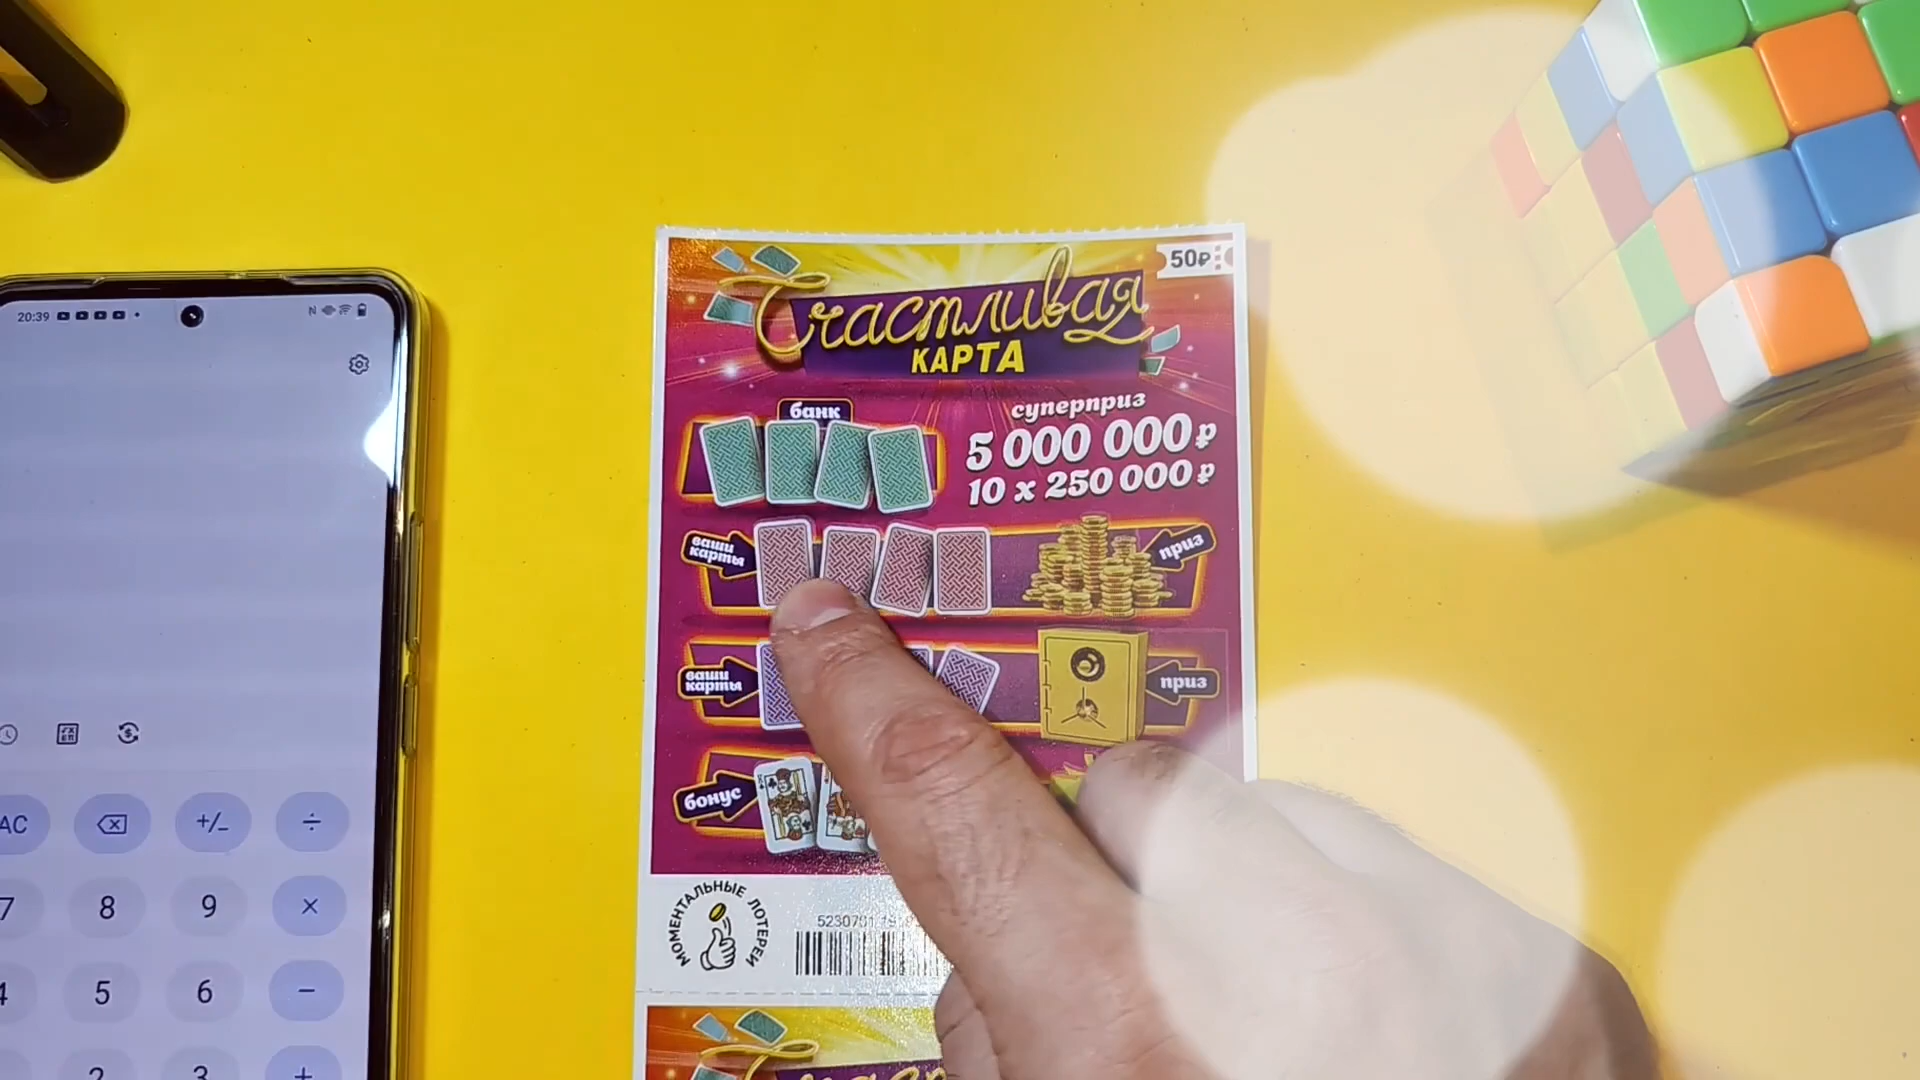 20:39
AC
+/-
÷
7
8
9
×
4
5
6
−
2
3
+
50₽
Счастливая
КАРТА
банк
суперприз
5 000 000₽
10 x 250 000₽
ваши
карты
приз
ваши
карты
приз
бонус
МОМЕНТАЛЬНЫЕ ЛОТЕРЕИ